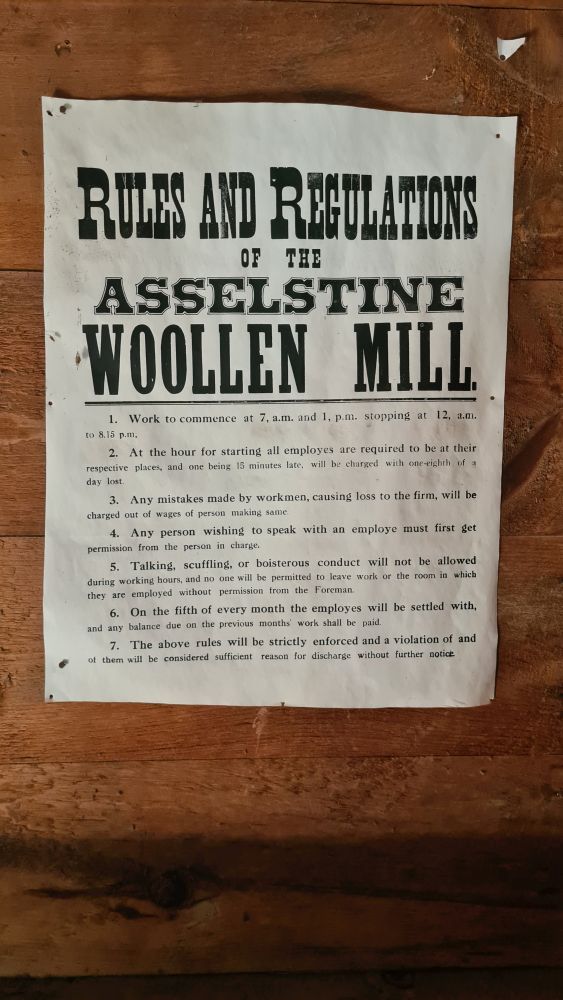 RULES AND REGULATIONS
OF THE
ASSELSTINE
WOOLLEN MILL.
1. Work to commence at 7, a.m. and 1, p.m. stopping at 12, a.m.
to 8.15 p.m.
2. At the hour for starting all employes are required to be at their
respective places, and one being 15 minutes late, will be charged with one-eighth of a
day lost.
3. Any mistakes made by workmen, causing loss to the firm, will be
charged out of wages of person making same.
4. Any person wishing to speak with an employe must first get
permission from the person in charge.
5. Talking, scuffling, or boisterous conduct will not be allowed
during working hours, and no one will be permitted to leave work or the room in which
they are employed without permission from the Foreman.
6. On the fifth of every month the employes will be settled with,
and any balance due on the previous months' work shall be paid.
7. The above rules will be strictly enforced and a violation of and
of them will be considered sufficient reason for discharge without further notice.